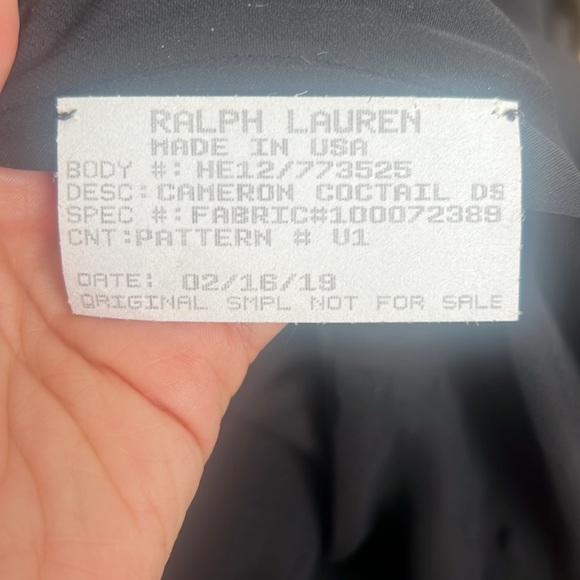 RALPH LAUREN
MADE IN USA
BODY #: HE12/773525
DESC:CAMERON COCTAIL DS
SPEC #:FABRIC#100072389
CNT:PATTERN # V1
DATE: 02/16/19
ORIGINAL SMPL NOT FOR SALE